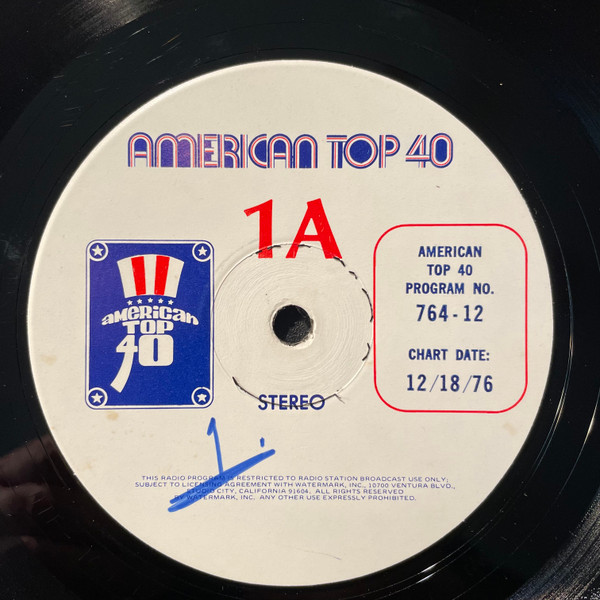 AMERICAN TOP 40
1A
AMERICAN
TOP
40
AMERICAN
TOP 40
PROGRAM NO.
764-12
CHART DATE:
12/18/76
STEREO
1.
THIS RADIO PROGRAM IS RESTRICTED TO RADIO STATION BROADCAST USE ONLY;
SUBJECT TO LICENSING AGREEMENT WITH WATERMARK, INC., 10700 VENTURA BLVD.,
STUDIO CITY, CALIFORNIA 91604. ALL RIGHTS RESERVED
BY WATERMARK, INC. ANY OTHER USE EXPRESSLY PROHIBITED.